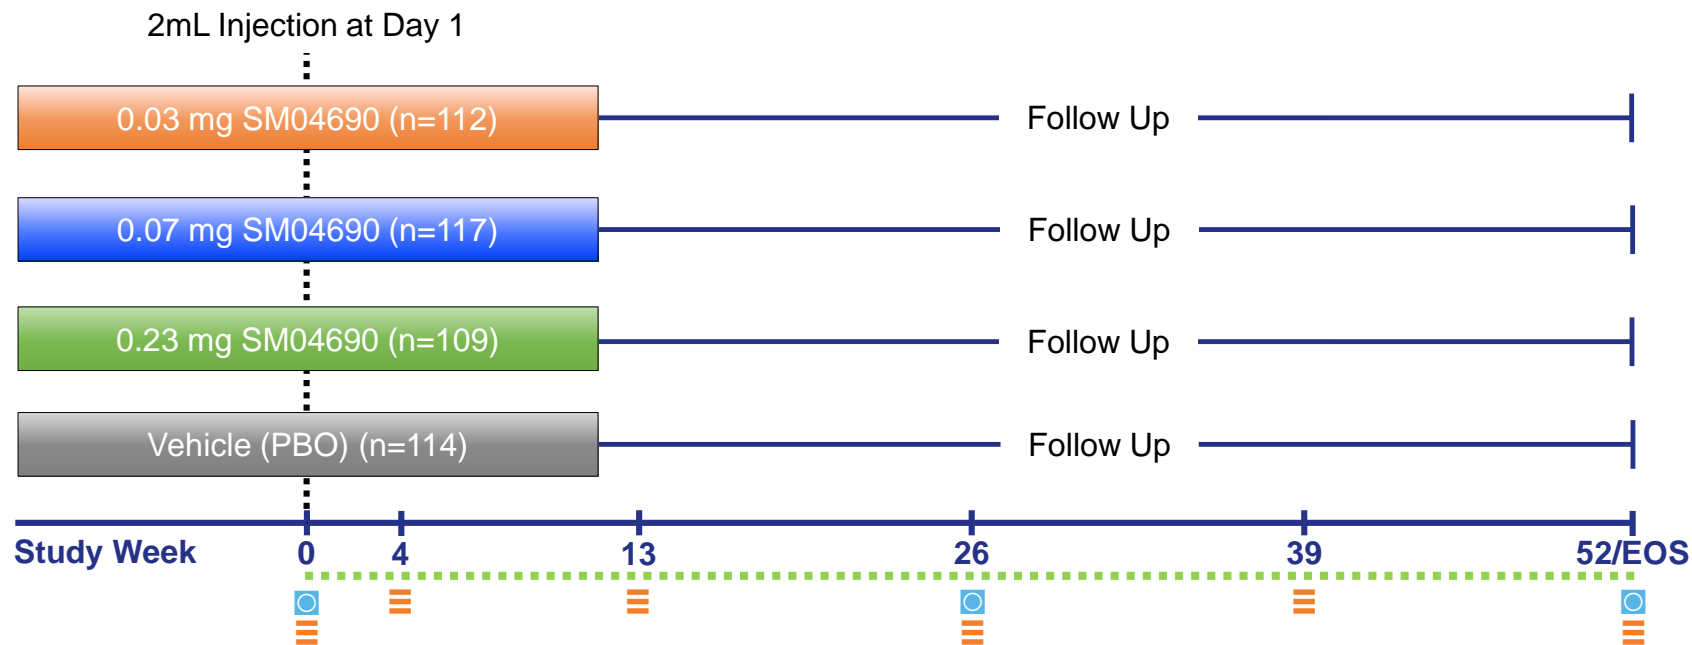 2mL Injection at Day 1
0.03 mg SM04690 (n=112)
Follow Up
0.07 mg SM04690 (n=117)
Follow Up
0.23 mg SM04690 (n=109)
Follow Up
Vehicle (PBO) (n=114)
Follow Up
Study Week 0 4 13 26 39 52/EOS